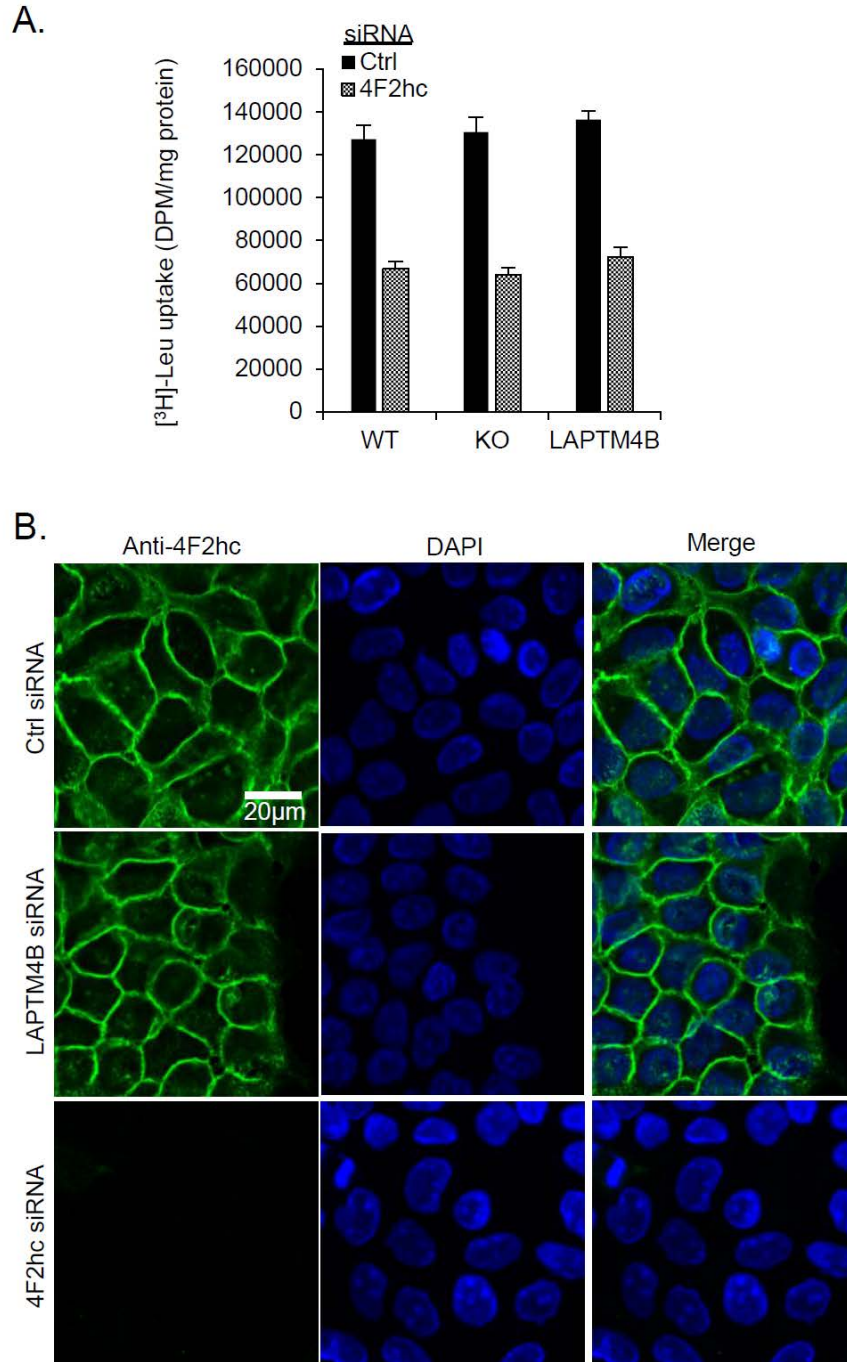 A.
siRNA
Ctrl
4F2hc
[³H]-Leu uptake (DPM/mg protein)
160000
140000
120000
100000
80000
60000
40000
20000
0
WT KO LAPTM4B
B.
Anti-4F2hc DAPI Merge
Ctrl siRNA
20µm
LAPTM4B siRNA
4F2hc siRNA